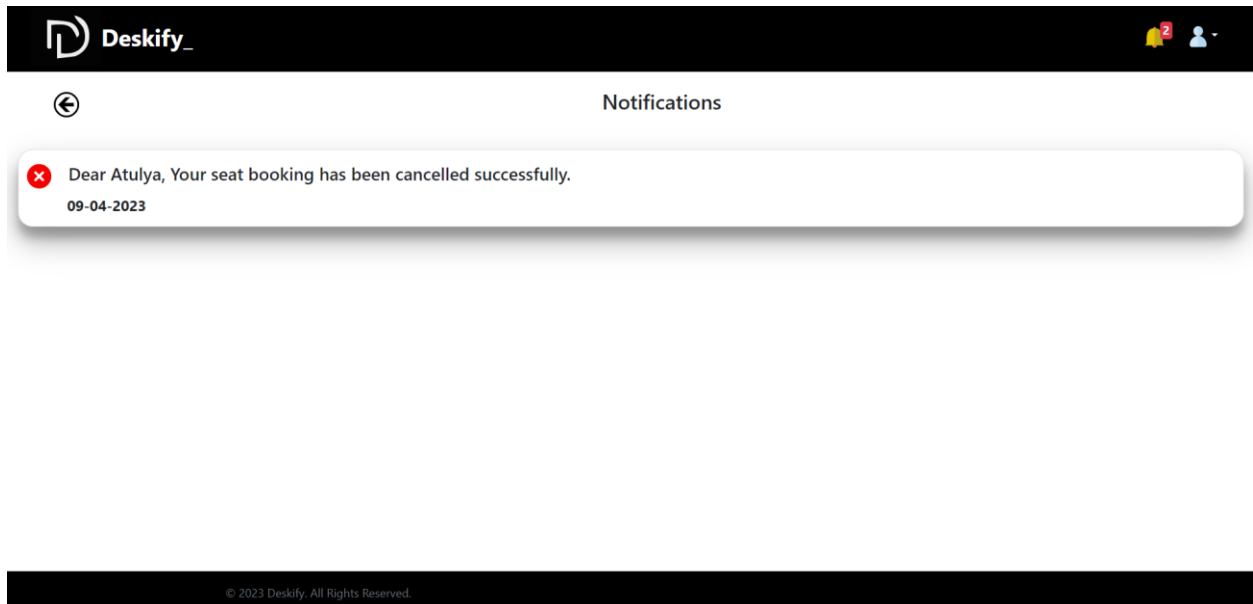 Deskify_
2
Notifications
Dear Atulya, Your seat booking has been cancelled successfully.
09-04-2023
© 2023 Deskify. All Rights Reserved.